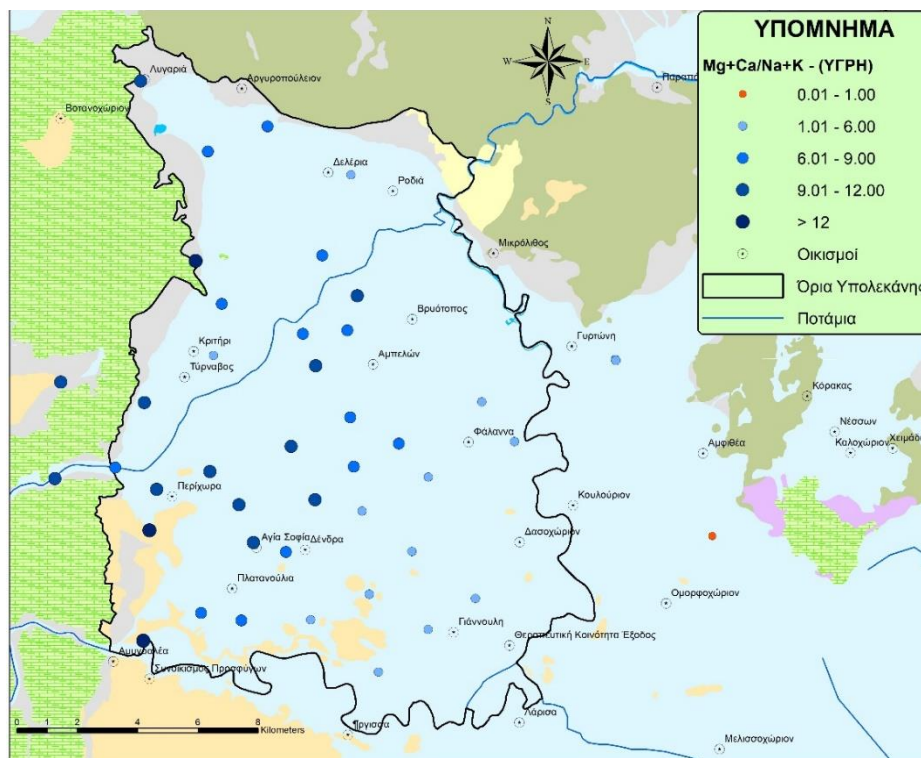 ΥΠΟΜΝΗΜΑ
Mg+Ca/Na+K - (ΥΓΡΗ)
0.01 - 1.00
1.01 - 6.00
6.01 - 9.00
9.01 - 12.00
> 12
Οικισμοί
Όρια Υπολεκάνης
Ποτάμια
N
W
E
S
Λυγαριά
Αργυροπούλειον
Βοτανοχώριον
Δελέρια
Ροδιά
Μικρόλιθος
Βρυότοπος
Κριτήρι
Τύρναβος
Αμπελών
Γυρτώνη
Κόρακας
Νέσσων
Καλοχώριον
Φάλαννα
Αμφιθέα
Περίχωρα
Κουλούριον
Αγία Σοφία
Δένδρα
Δασοχώριον
Πλατανούλια
Ομορφοχώριον
Γιάννουλη
Θεραπευτική Κοινότητα Έξοδος
Αμυγδαλέα
Συνοικισμός Προσφύγων
Λάρισα
Μελισσοχώριον
0 2 4 6 8
Kilometers